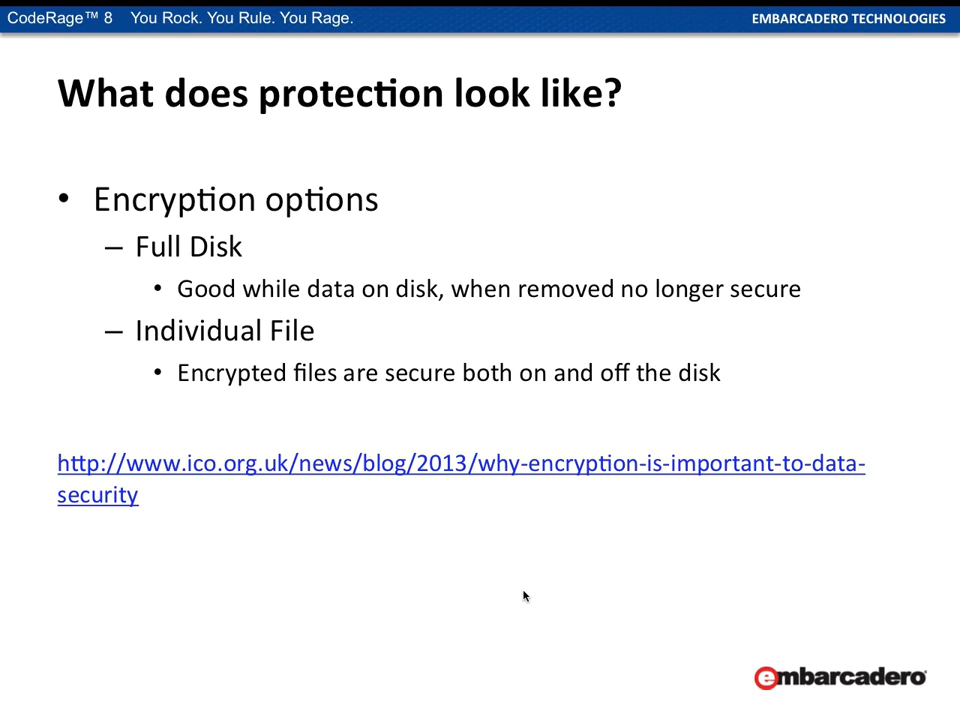 CodeRage™ 8 You Rock. You Rule. You Rage. EMBARCADERO TECHNOLOGIES
What does protection look like?
• Encryption options
– Full Disk
• Good while data on disk, when removed no longer secure
– Individual File
• Encrypted files are secure both on and off the disk
http://www.ico.org.uk/news/blog/2013/why-encryption-is-important-to-data-
security
embarcadero